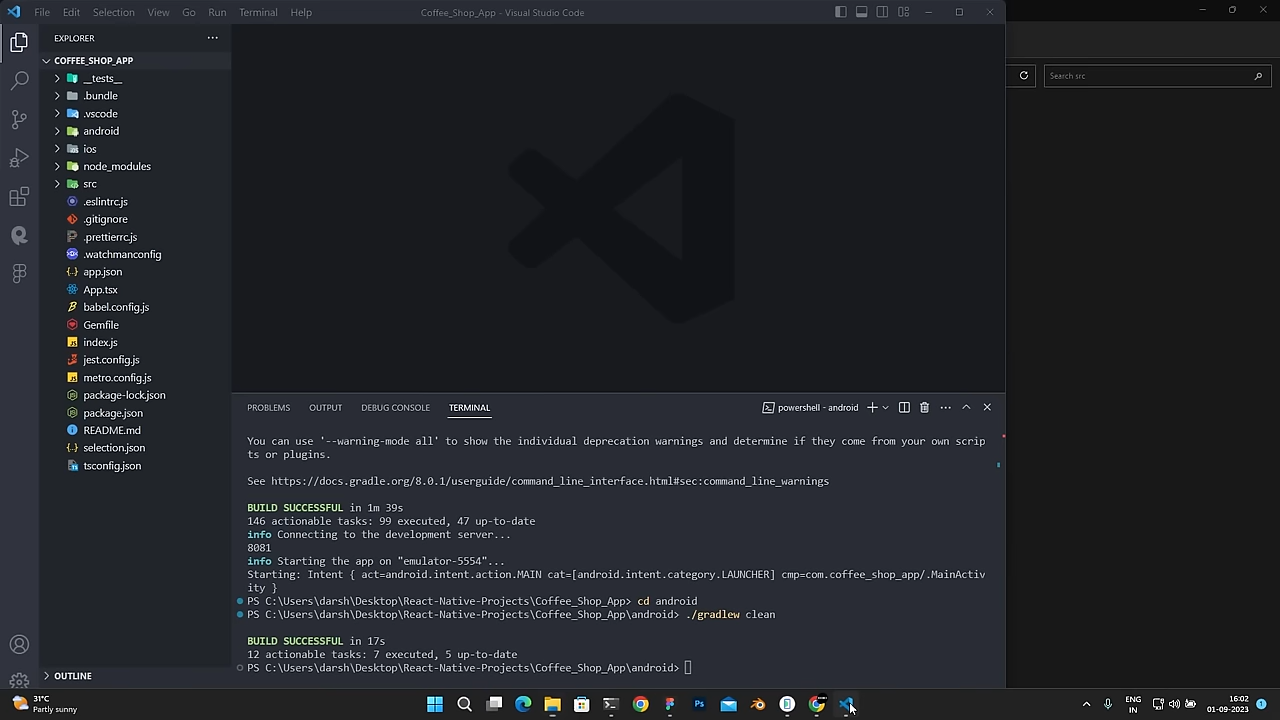 File Edit Selection View Go Run Terminal Help
Coffee_Shop_App - Visual Studio Code
EXPLORER
COFFEE_SHOP_APP
__tests__
.bundle
.vscode
android
ios
node_modules
src
.eslintrc.js
.gitignore
.prettierrc.js
.watchmanconfig
app.json
App.tsx
babel.config.js
Gemfile
index.js
jest.config.js
metro.config.js
package-lock.json
package.json
README.md
selection.json
tsconfig.json
OUTLINE
Search src
PROBLEMS OUTPUT DEBUG CONSOLE TERMINAL
powershell - android
You can use '--warning-mode all' to show the individual deprecation warnings and determine if they come from your own scrip
ts or plugins.
See https://docs.gradle.org/8.0.1/userguide/command_line_interface.html#sec:command_line_warnings
BUILD SUCCESSFUL in 1m 39s
146 actionable tasks: 99 executed, 47 up-to-date
info Connecting to the development server...
8081
info Starting the app on "emulator-5554"...
Starting: Intent { act=android.intent.action.MAIN cat=[android.intent.category.LAUNCHER] cmp=com.coffee_shop_app/.MainActiv
ity }
PS C:\Users\darsh\Desktop\React-Native-Projects\Coffee_Shop_App> cd android
PS C:\Users\darsh\Desktop\React-Native-Projects\Coffee_Shop_App\android> ./gradlew clean
BUILD SUCCESSFUL in 17s
12 actionable tasks: 7 executed, 5 up-to-date
PS C:\Users\darsh\Desktop\React-Native-Projects\Coffee_Shop_App\android>
31°C
Partly sunny
ENG
IN
16:02
01-09-2023